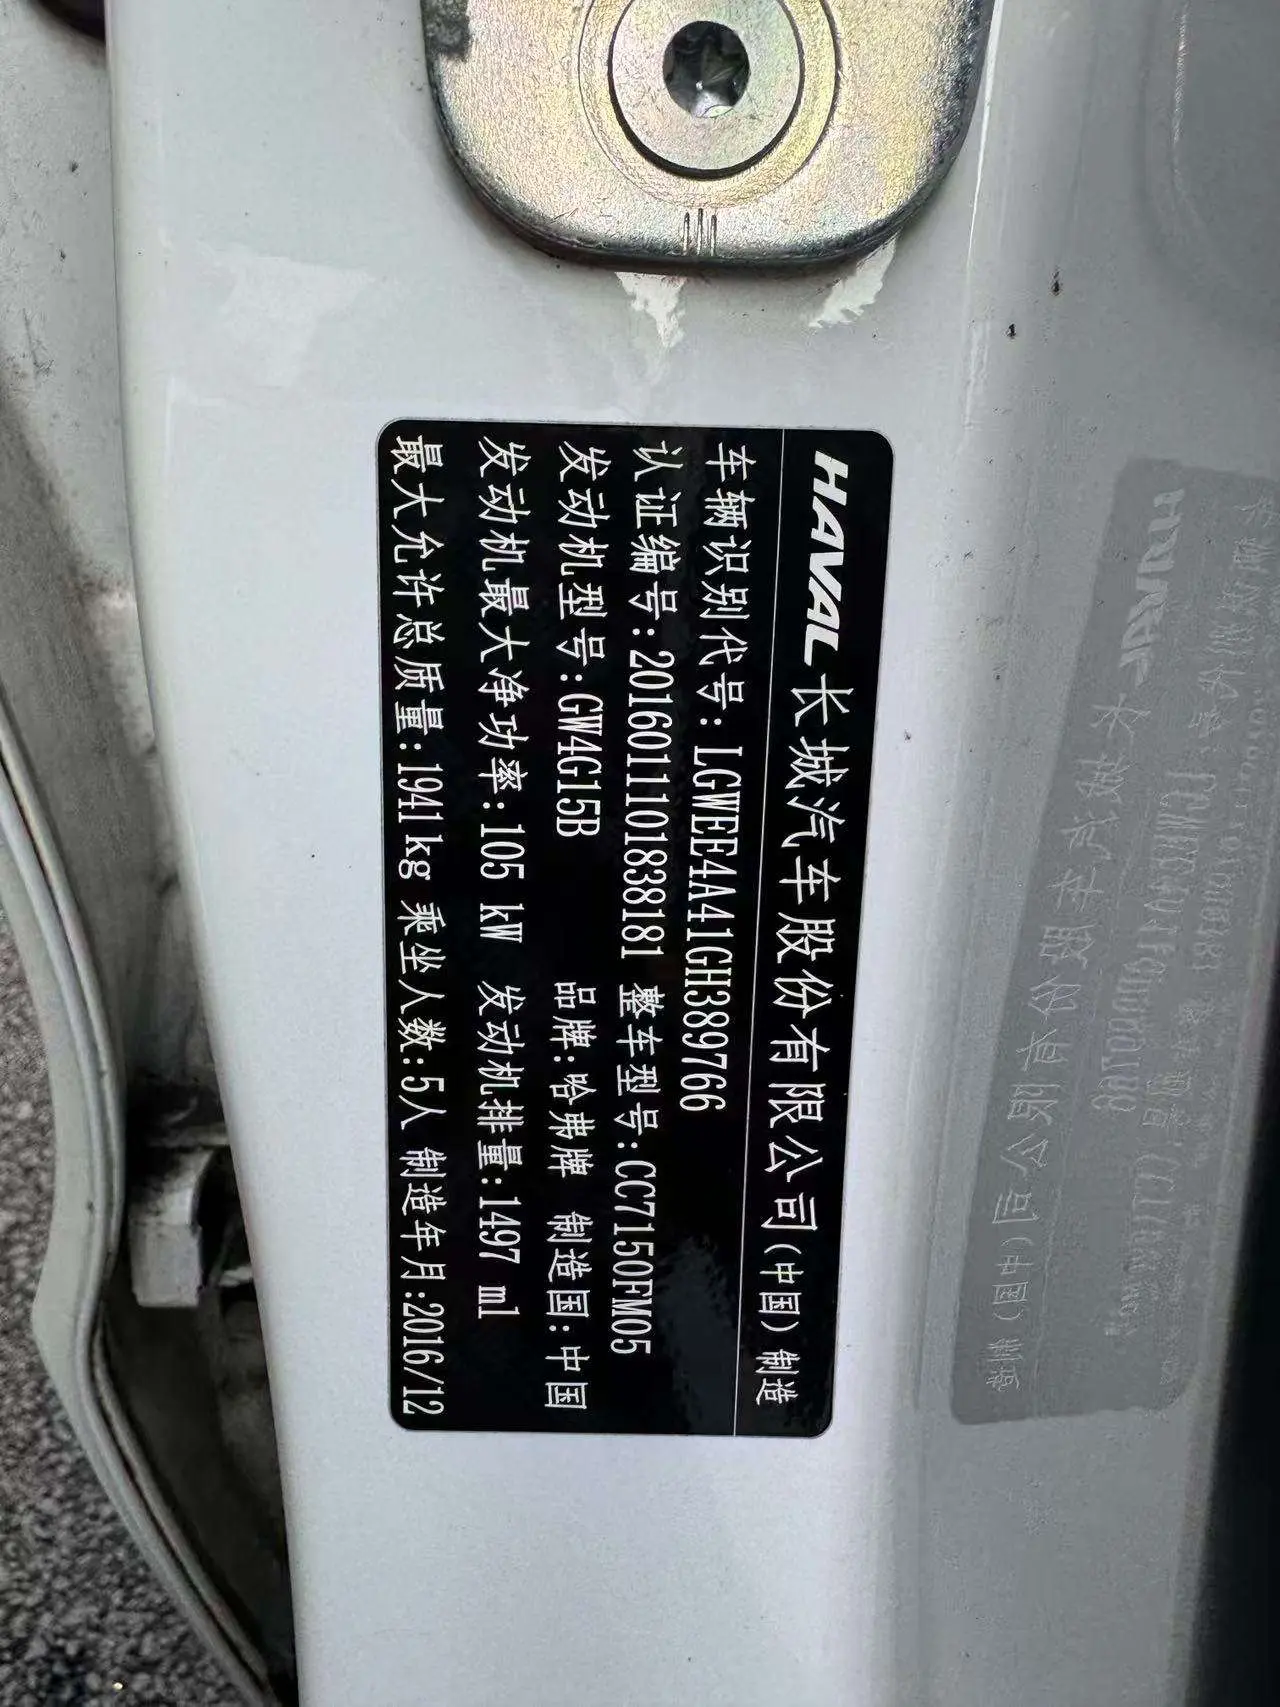 HAVAL 长城汽车股份有限公司(中国) 制造
车辆识别代号: LGWEE4A41GH389766
认证编号:2016011101838181 整车型号:CC7150FM05
发动机型号:GW4G15B 品牌:哈弗牌 制造国:中国
发动机最大净功率:105 kW 发动机排量:1497 ml
最大允许总质量:1941kg 乘坐人数:5人 制造年月:2016/12